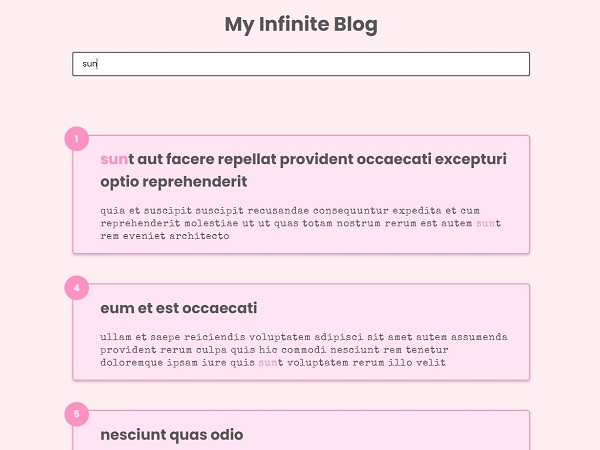 My Infinite Blog
sun
1
sunt aut facere repellat provident occaecati excepturi
optio reprehenderit
quia et suscipit suscipit recusandae consequuntur expedita et cum
reprehenderit molestiae ut ut quas totam nostrum rerum est autem sunt
rem eveniet architecto
4
eum et est occaecati
ullam et saepe reiciendis voluptatem adipisci sit amet autem assumenda
provident rerum culpa quis hic commodi nesciunt rem tenetur
doloremque ipsam iure quis sunt voluptatem rerum illo velit
5
nesciunt quas odio